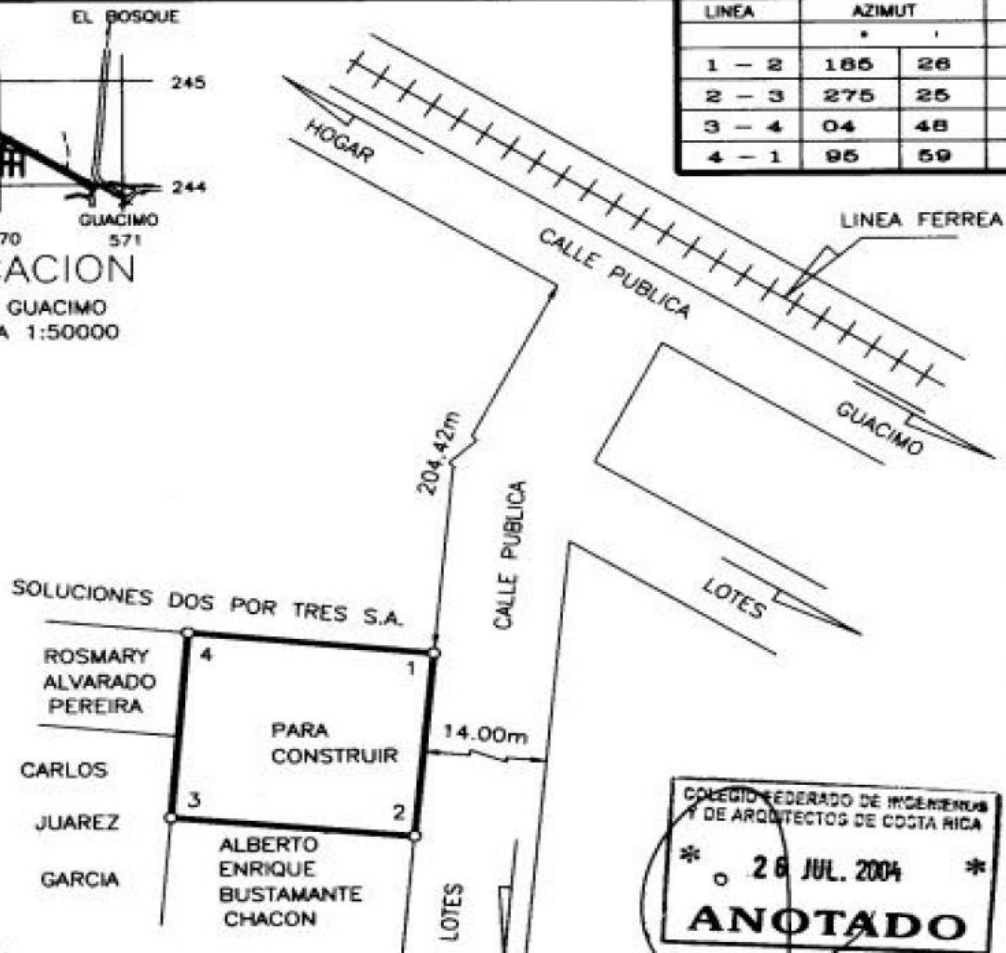 EL BOSQUE
245
244
GUACIMO
70 571
CACION
GUACIMO
A 1:50000
LINEA AZIMUT
° '
1 - 2 185 26
2 - 3 275 25
3 - 4 04 48
4 - 1 95 59
HOGAR
LINEA FERREA
CALLE PUBLICA
GUACIMO
204.42m
CALLE PUBLICA
LOTES
SOLUCIONES DOS POR TRES S.A.
ROSMARY
ALVARADO
PEREIRA
4
1
PARA
CONSTRUIR
14.00m
CARLOS
JUAREZ
GARCIA
3
2
ALBERTO
ENRIQUE
BUSTAMANTE
CHACON
LOTES
COLEGIO FEDERADO DE INGENIEROS
Y DE ARQUITECTOS DE COSTA RICA
* 26 JUL. 2004 *
ANOTADO